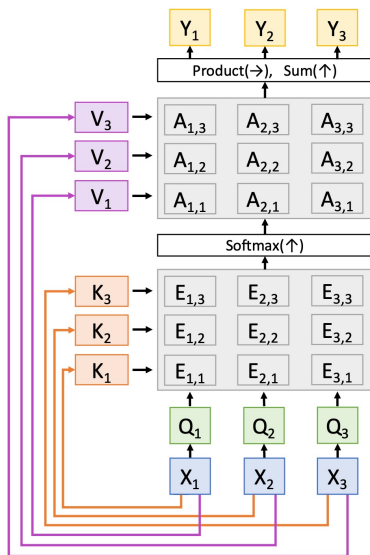 Y1 Y2 Y3
Product(→), Sum(↑)
V3 A1,3 A2,3 A3,3
V2 A1,2 A2,2 A3,2
V1 A1,1 A2,1 A3,1
Softmax(↑)
K3 E1,3 E2,3 E3,3
K2 E1,2 E2,2 E3,2
K1 E1,1 E2,1 E3,1
Q1 Q2 Q3
X1 X2 X3